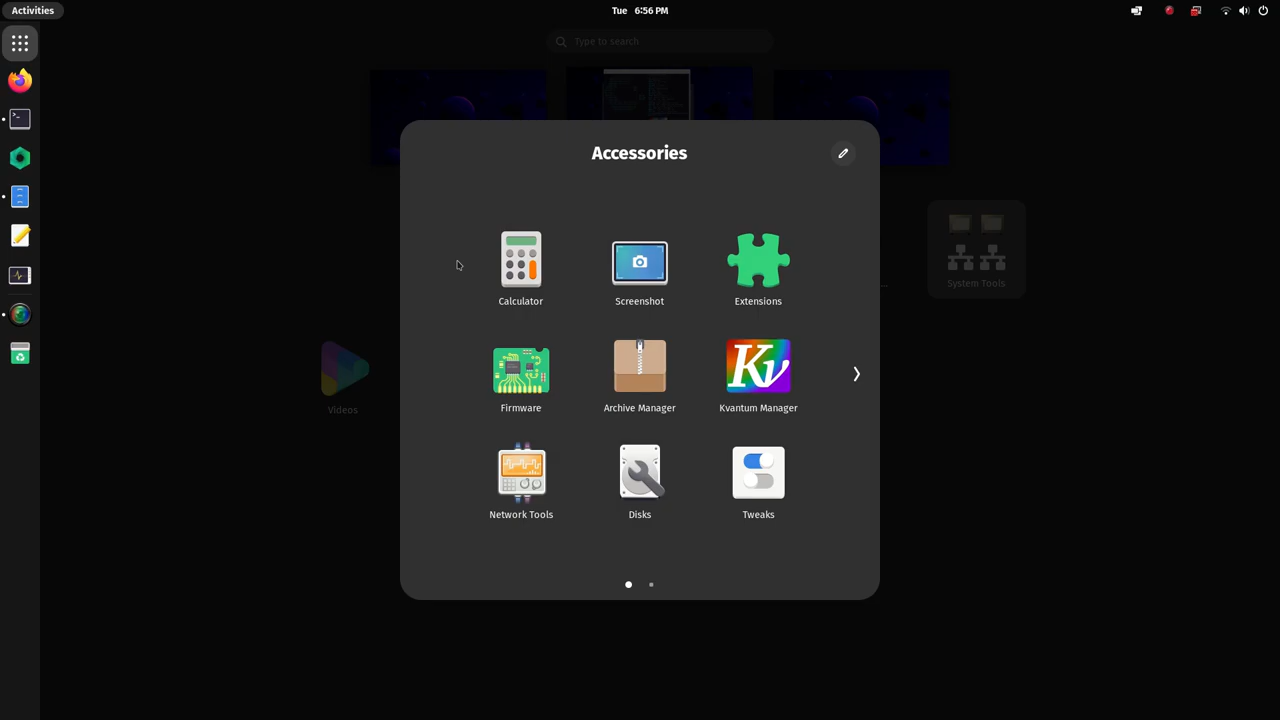 Activities
Tue 6:56 PM
Type to search
Accessories
Calculator
Screenshot
Extensions
System Tools
Firmware
Archive Manager
Kv
Kvantum Manager
Videos
Network Tools
Disks
Tweaks